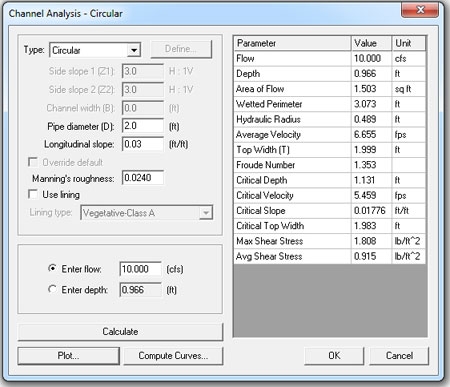 Channel Analysis - Circular
Type: Circular Define...
Side slope 1 (Z1): 3.0 H : 1V
Side slope 2 (Z2): 3.0 H : 1V
Channel width (B): 0.0 (ft)
Pipe diameter (D): 2.0 (ft)
Longitudinal slope: 0.03 (ft/ft)
Override default
Manning's roughness: 0.0240
Use lining
Lining type: Vegetative-Class A
Enter flow: 10.000 (cfs)
Enter depth: 0.966 (ft)
Calculate
Plot... Compute Curves...
Parameter Value Unit
Flow 10.000 cfs
Depth 0.966 ft
Area of Flow 1.503 sq ft
Wetted Perimeter 3.073 ft
Hydraulic Radius 0.489 ft
Average Velocity 6.655 fps
Top Width (T) 1.999 ft
Froude Number 1.353
Critical Depth 1.131 ft
Critical Velocity 5.459 fps
Critical Slope 0.01776 ft/ft
Critical Top Width 1.983 ft
Max Shear Stress 1.808 lb/ft^2
Avg Shear Stress 0.915 lb/ft^2
OK Cancel